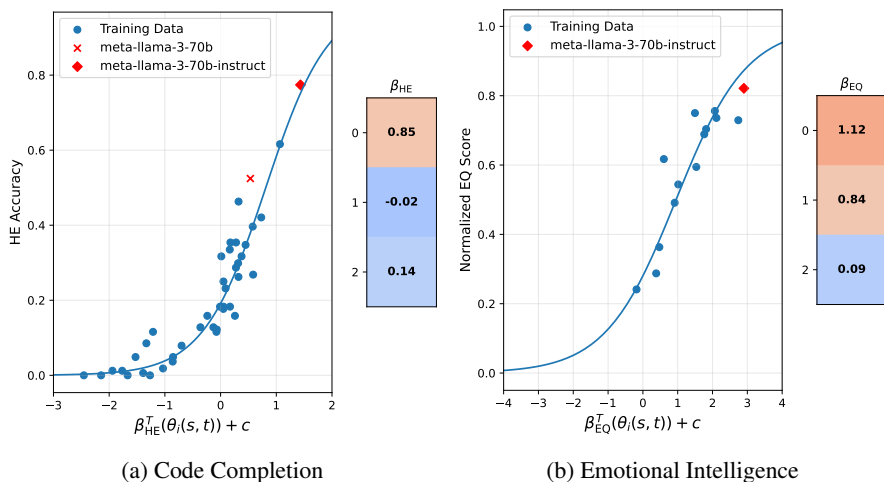 Training Data
meta-llama-3-70b
meta-llama-3-70b-instruct
HE Accuracy
0.8
0.6
0.4
0.2
0.0
−3 −2 −1 0 1 2
β_HE^T(θ_i(s, t)) + c
β_HE
0 0.85
1 -0.02
2 0.14
(a) Code Completion
Training Data
meta-llama-3-70b-instruct
Normalized EQ Score
1.0
0.8
0.6
0.4
0.2
0.0
−4 −3 −2 −1 0 1 2 3 4
β_EQ^T(θ_i(s, t)) + c
β_EQ
0 1.12
1 0.84
2 0.09
(b) Emotional Intelligence